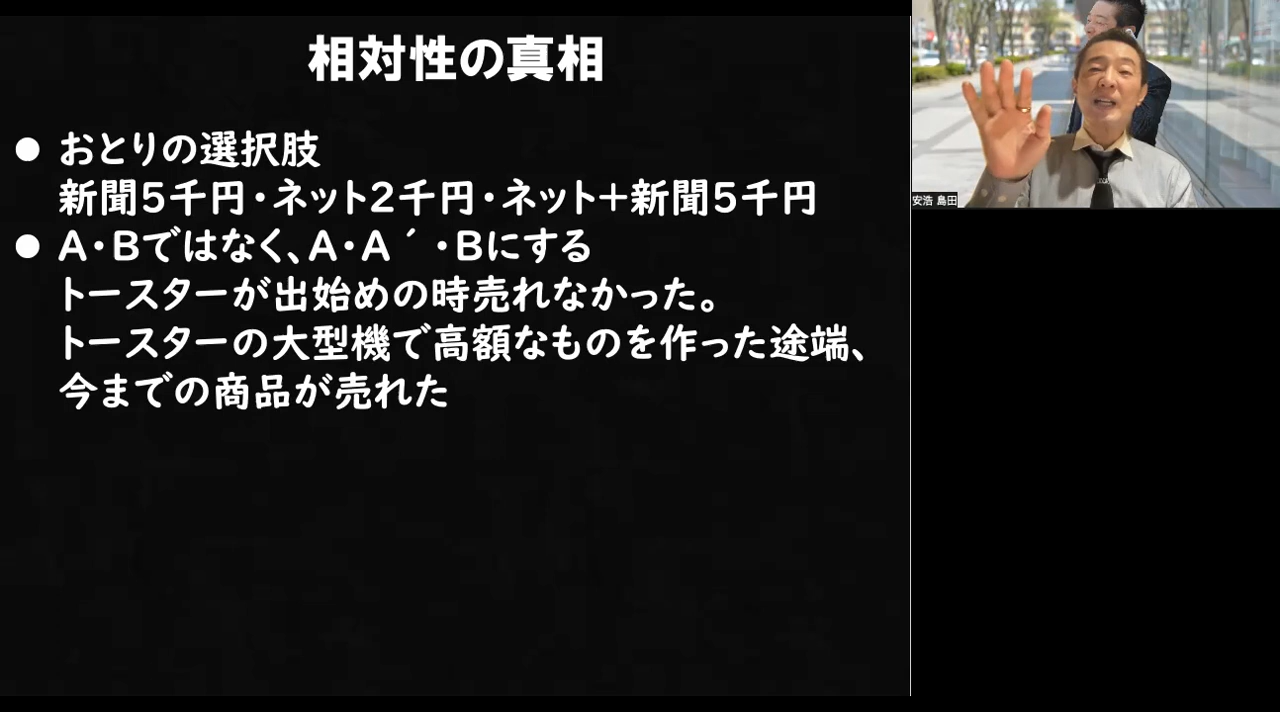 相対性の真相
● おとりの選択肢
新聞5千円・ネット2千円・ネット＋新聞5千円
● A・Bではなく、A・A´・Bにする
トースターが出始めの時売れなかった。
トースターの大型機で高額なものを作った途端、
今までの商品が売れた
安浩 島田